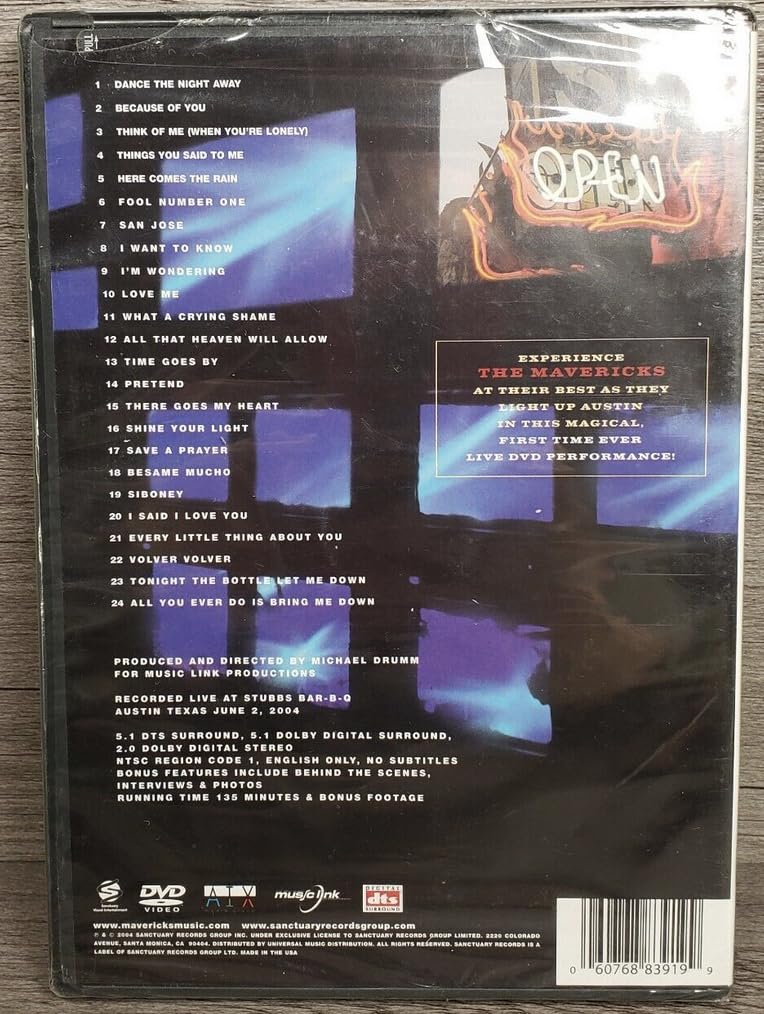 PULL
1 DANCE THE NIGHT AWAY
2 BECAUSE OF YOU
3 THINK OF ME (WHEN YOU'RE LONELY)
4 THINGS YOU SAID TO ME
5 HERE COMES THE RAIN
6 FOOL NUMBER ONE
7 SAN JOSE
8 I WANT TO KNOW
9 I'M WONDERING
10 LOVE ME
11 WHAT A CRYING SHAME
12 ALL THAT HEAVEN WILL ALLOW
13 TIME GOES BY
14 PRETEND
15 THERE GOES MY HEART
16 SHINE YOUR LIGHT
17 SAVE A PRAYER
18 BESAME MUCHO
19 SIBONEY
20 I SAID I LOVE YOU
21 EVERY LITTLE THING ABOUT YOU
22 VOLVER VOLVER
23 TONIGHT THE BOTTLE LET ME DOWN
24 ALL YOU EVER DO IS BRING ME DOWN
OPEN
EXPERIENCE
THE MAVERICKS
AT THEIR BEST AS THEY
LIGHT UP AUSTIN
IN THIS MAGICAL,
FIRST TIME EVER
LIVE DVD PERFORMANCE!
PRODUCED AND DIRECTED BY MICHAEL DRUMM
FOR MUSIC LINK PRODUCTIONS
RECORDED LIVE AT STUBBS BAR-B-Q
AUSTIN TEXAS JUNE 2, 2004
5.1 DTS SURROUND, 5.1 DOLBY DIGITAL SURROUND,
2.0 DOLBY DIGITAL STEREO
NTSC REGION CODE 1, ENGLISH ONLY, NO SUBTITLES
BONUS FEATURES INCLUDE BEHIND THE SCENES,
INTERVIEWS & PHOTOS
RUNNING TIME 135 MINUTES & BONUS FOOTAGE
Sanctuary
Visual Entertainment
DVD
VIDEO
ATX
music link
DIGITAL
dts
SURROUND
www.mavericksmusic.com www.sanctuaryrecordsgroup.com
℗ & © 2004 SANCTUARY RECORDS GROUP INC. UNDER EXCLUSIVE LICENSE TO SANCTUARY RECORDS GROUP LIMITED. 2220 COLORADO
AVENUE, SANTA MONICA, CA 90404. DISTRIBUTED BY UNIVERSAL MUSIC DISTRIBUTION. ALL RIGHTS RESERVED. SANCTUARY RECORDS IS A
LABEL OF SANCTUARY RECORDS GROUP LTD. MADE IN THE USA
0 60768 83919 9